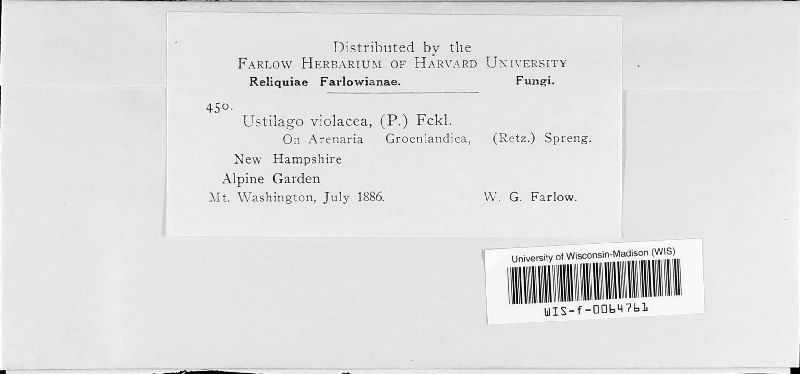 Distributed by the
FARLOW HERBARIUM OF HARVARD UNIVERSITY
Reliquiae Farlowianae. Fungi.
450.
Ustilago violacea, (P.) Fckl.
On Arenaria Groenlandica, (Retz.) Spreng.
New Hampshire
Alpine Garden
Mt. Washington, July 1886. W. G. Farlow.
University of Wisconsin-Madison (WIS)
WIS-f-0064761